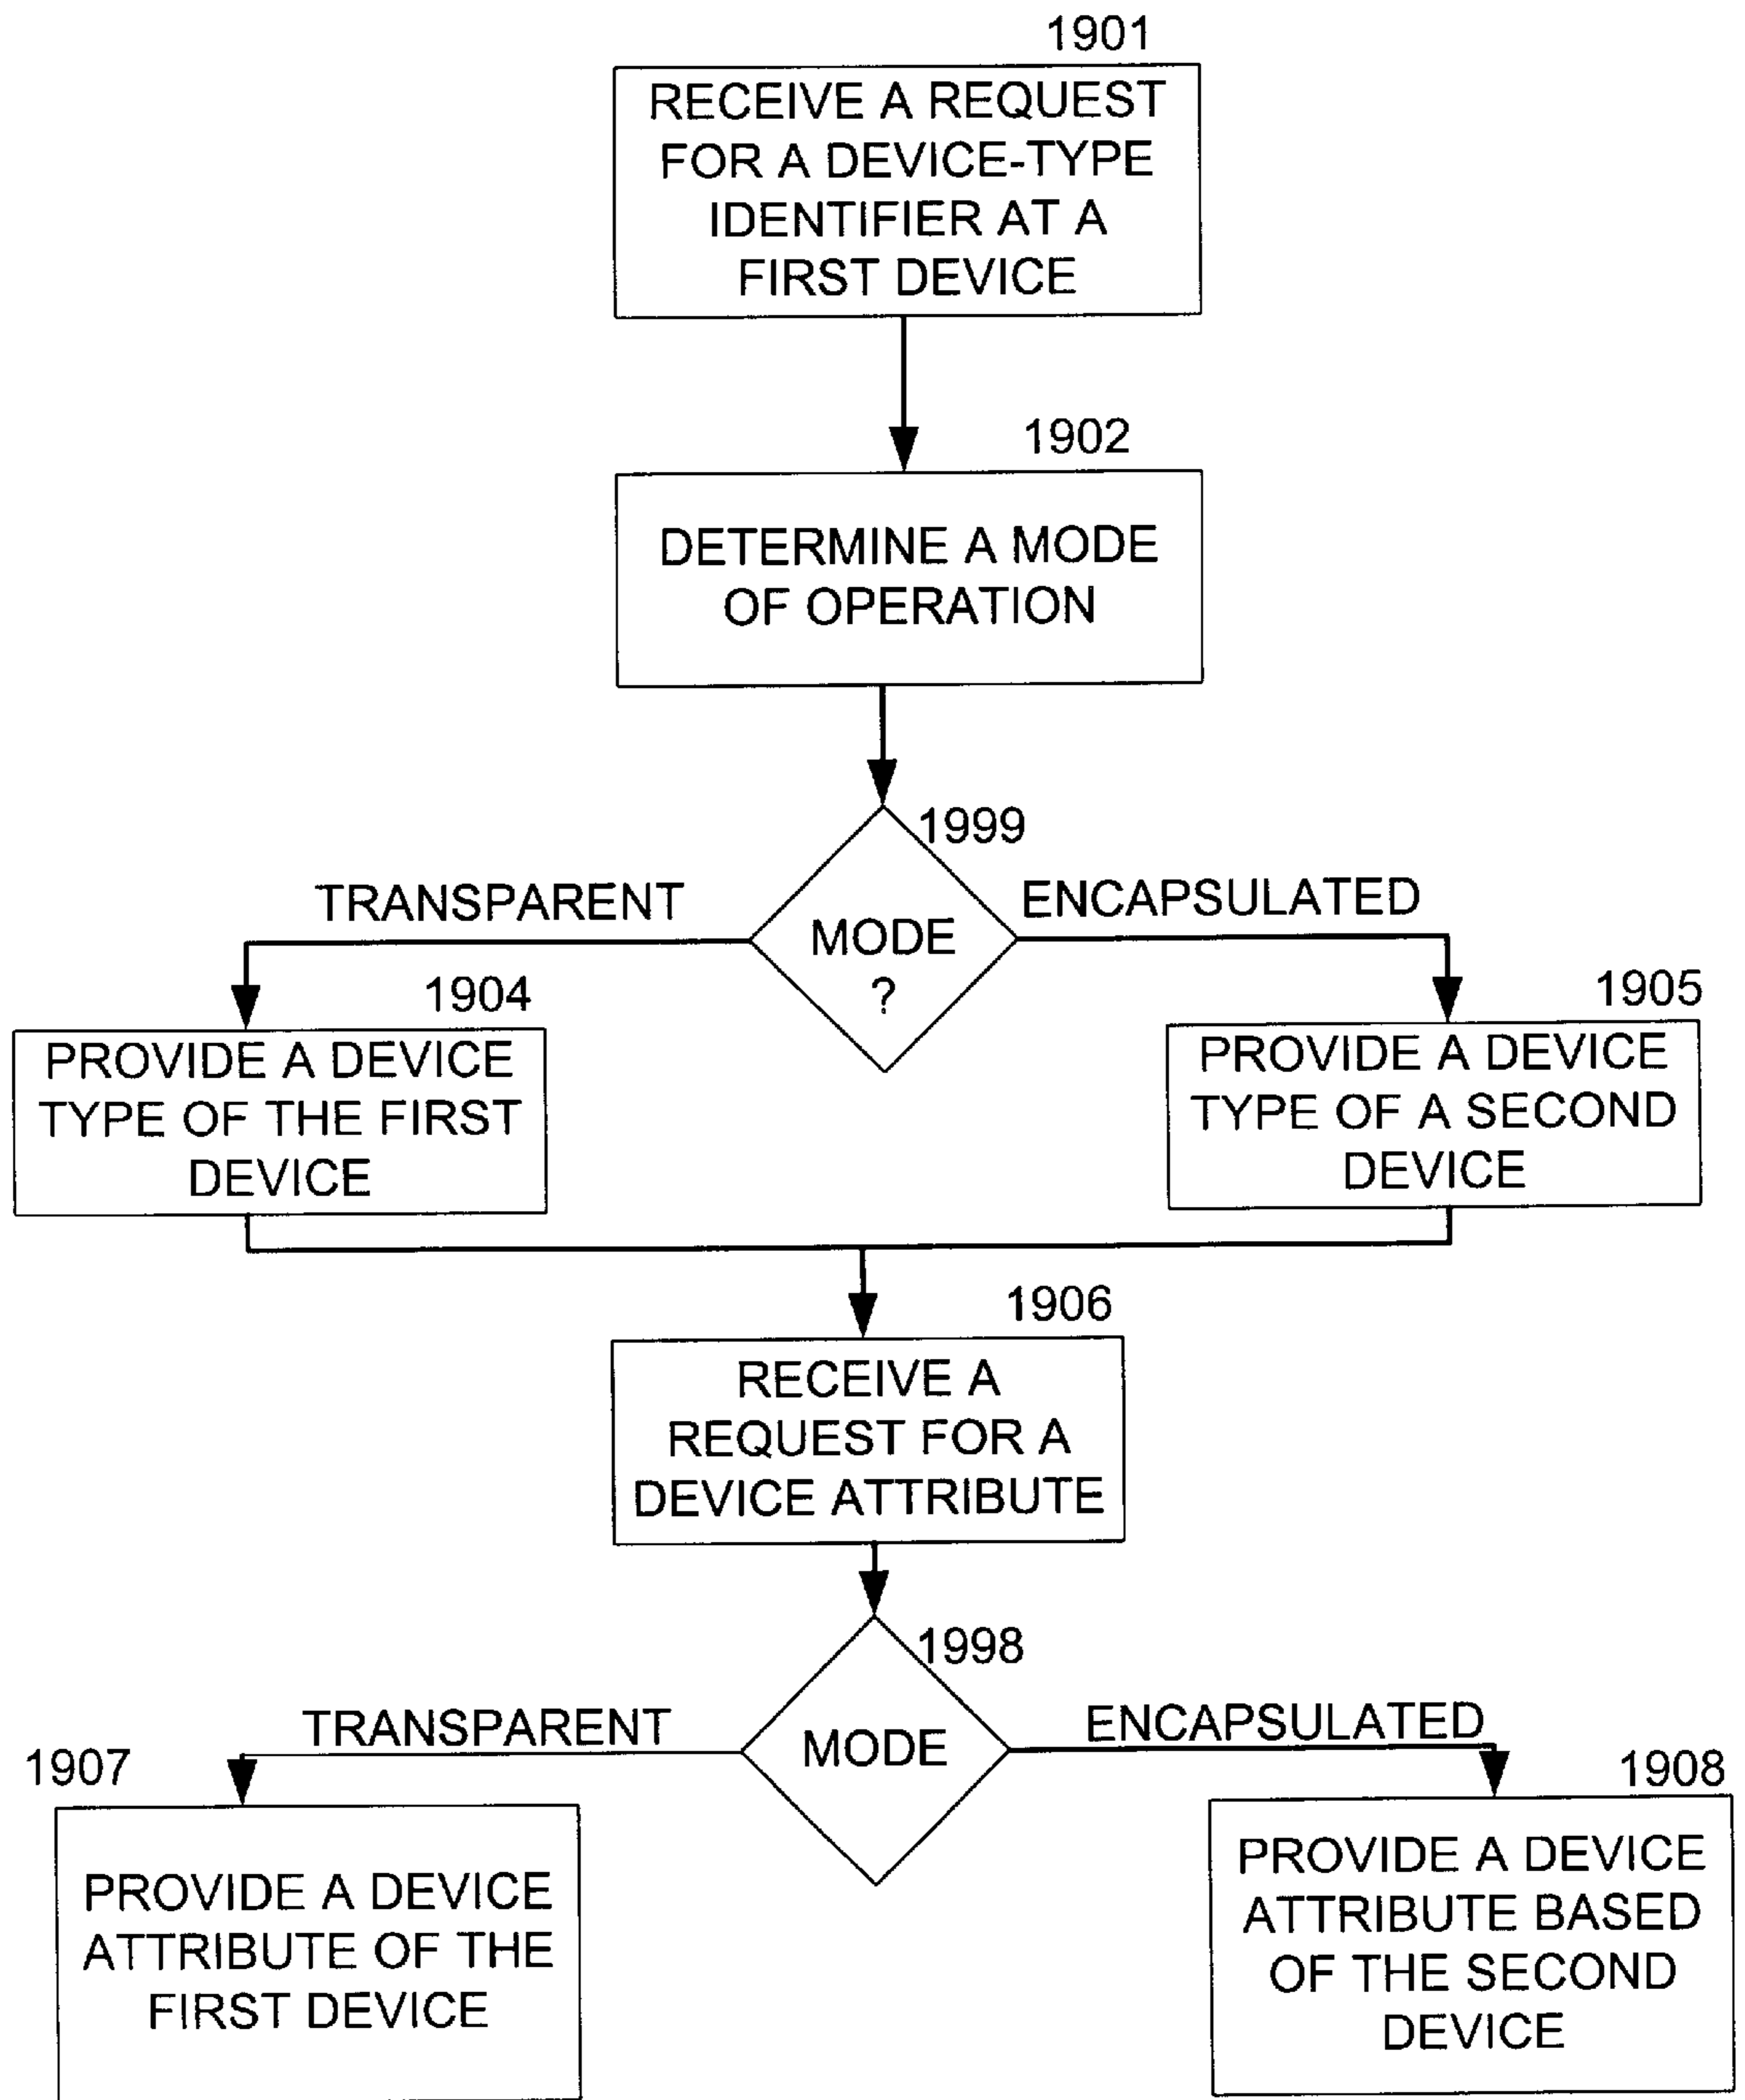 1901
RECEIVE A REQUEST
FOR A DEVICE-TYPE
IDENTIFIER AT A
FIRST DEVICE
1902
DETERMINE A MODE
OF OPERATION
1999
TRANSPARENT
ENCAPSULATED
MODE
?
1904
PROVIDE A DEVICE
TYPE OF THE FIRST
DEVICE
1905
PROVIDE A DEVICE
TYPE OF A SECOND
DEVICE
1906
RECEIVE A
REQUEST FOR A
DEVICE ATTRIBUTE
1998
TRANSPARENT
ENCAPSULATED
MODE
1907
PROVIDE A DEVICE
ATTRIBUTE OF THE
FIRST DEVICE
1908
PROVIDE A DEVICE
ATTRIBUTE BASED
OF THE SECOND
DEVICE